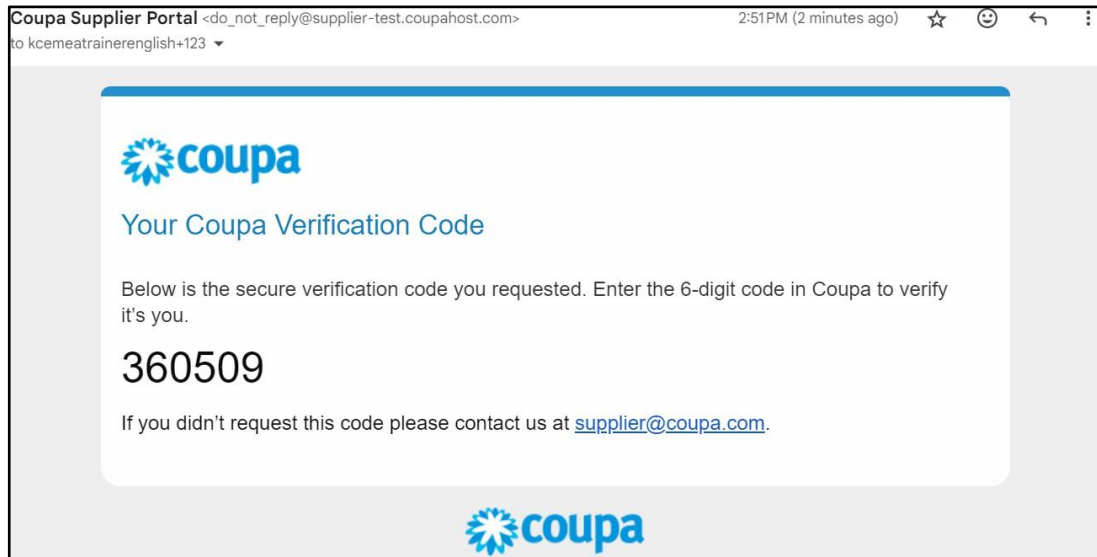 Coupa Supplier Portal <do_not_reply@supplier-test.coupahost.com> 2:51 PM (2 minutes ago)
to kcemeatrainerenglish+123
coupa
Your Coupa Verification Code
Below is the secure verification code you requested. Enter the 6-digit code in Coupa to verify
it's you.
360509
If you didn't request this code please contact us at supplier@coupa.com.
coupa